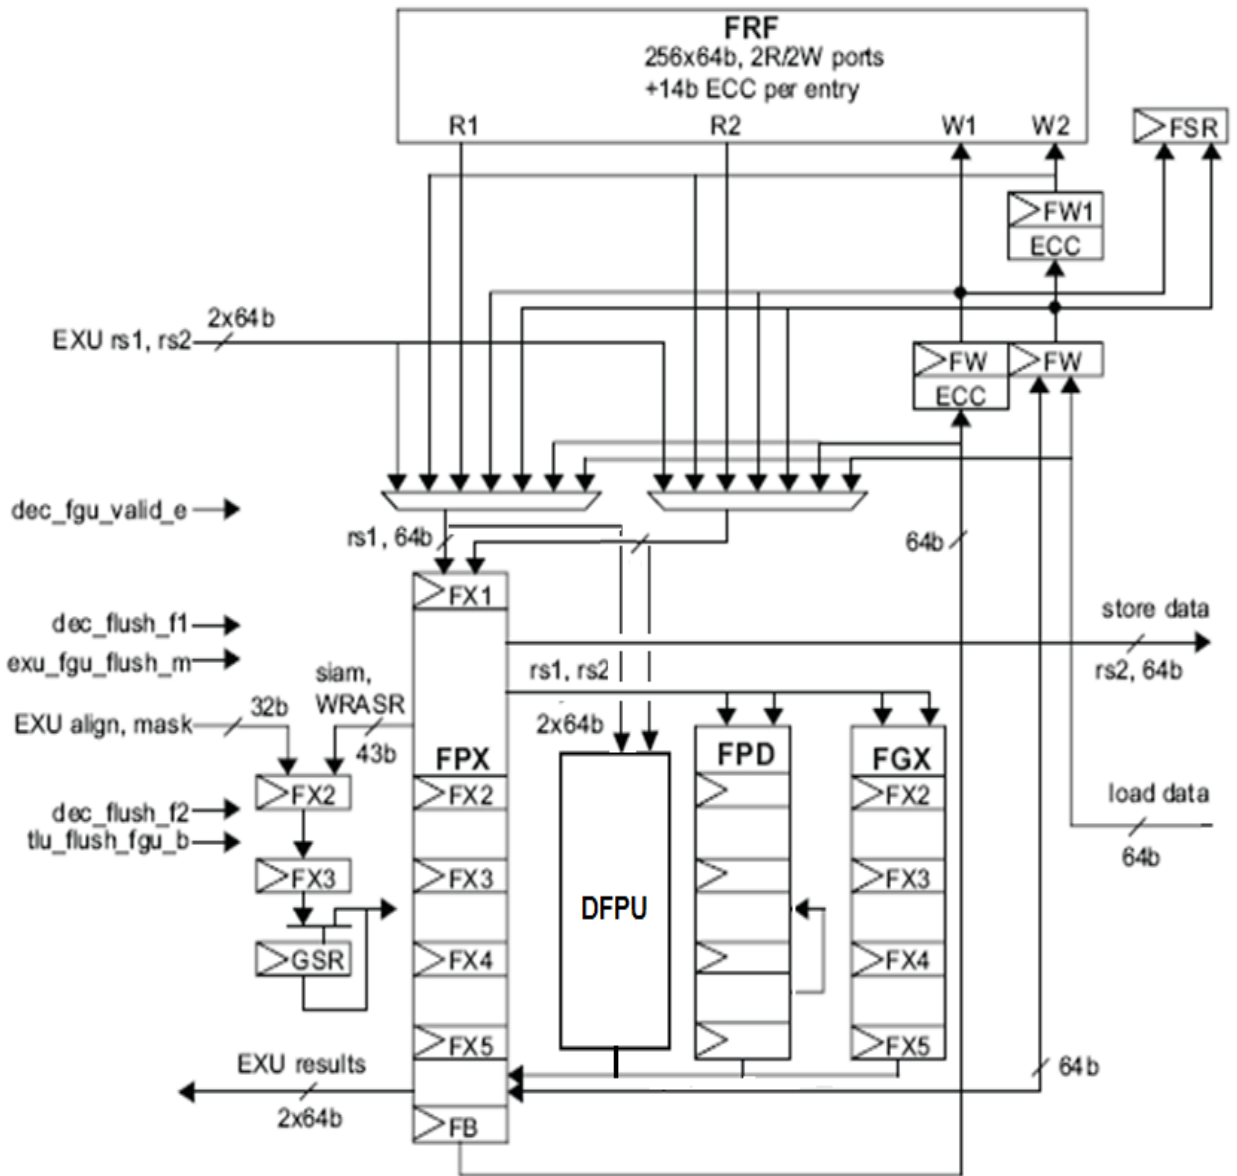 FRF
256x64b, 2R/2W ports
+14b ECC per entry
R1
R2
W1
W2
FSR
FW1
ECC
2x64b
EXU rs1, rs2
FW
FW
ECC
dec_fgu_valid_e
rs1, 64b
64b
FX1
dec_flush_f1
store data
exu_fgu_flush_m
siam,
rs1, rs2
rs2, 64b
32b
WRASR
EXU align, mask
2x64b
43b
FPX
FPD
FGX
FX2
FX2
FX2
load data
dec_flush_f2
tlu_flush_fgu_b
64b
FX3
FX3
FX3
DFPU
GSR
FX4
FX4
FX5
FX5
EXU results
64b
2x64b
FB